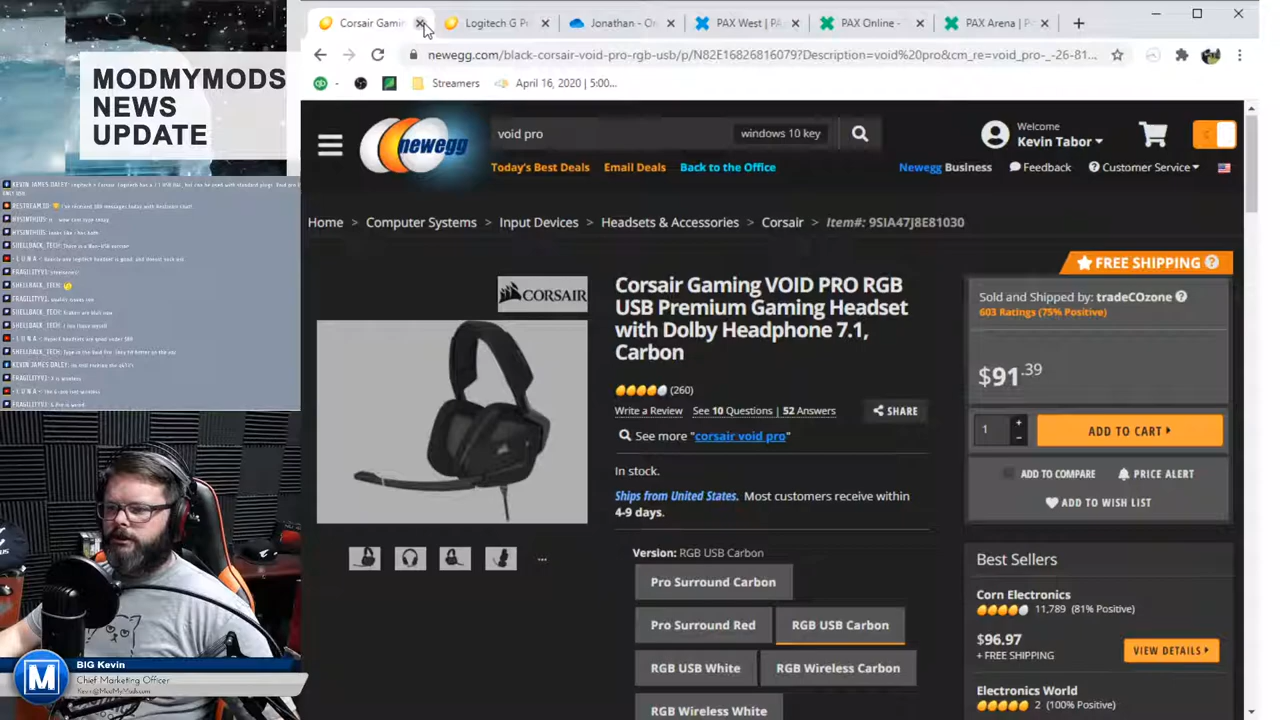 Corsair Gamin
Logitech G Pr
Jonathan - On
PAX West | PA
PAX Online -
PAX Arena | P
newegg.com/black-corsair-void-pro-rgb-usb/p/N82E16826816079?Description=void%20pro&cm_re=void_pro-_-26-81...
Streamers
April 16, 2020 | 5:00...
MODMYMODS
NEWS
UPDATE
newegg
void pro
windows 10 key
Welcome
Kevin Tabor
Today's Best Deals
Email Deals
Back to the Office
Newegg Business
Feedback
Customer Service
Home > Computer Systems > Input Devices > Headsets & Accessories > Corsair > Item#: 9SIA47J8E81030
FREE SHIPPING
CORSAIR
Corsair Gaming VOID PRO RGB
USB Premium Gaming Headset
with Dolby Headphone 7.1,
Carbon
(260)
Write a Review
See 10 Questions | 52 Answers
SHARE
See more "corsair void pro"
In stock.
Ships from United States. Most customers receive within
4-9 days.
Version: RGB USB Carbon
Pro Surround Carbon
Pro Surround Red
RGB USB Carbon
RGB USB White
RGB Wireless Carbon
RGB Wireless White
Sold and Shipped by: tradeCOzone
603 Ratings (75% Positive)
$91.39
1
ADD TO CART
ADD TO COMPARE
PRICE ALERT
ADD TO WISH LIST
Best Sellers
Corn Electronics
11,789 (81% Positive)
$96.97
+ FREE SHIPPING
VIEW DETAILS
Electronics World
2 (100% Positive)
BIG Kevin
Chief Marketing Officer
Kevin@ModMyMods.com